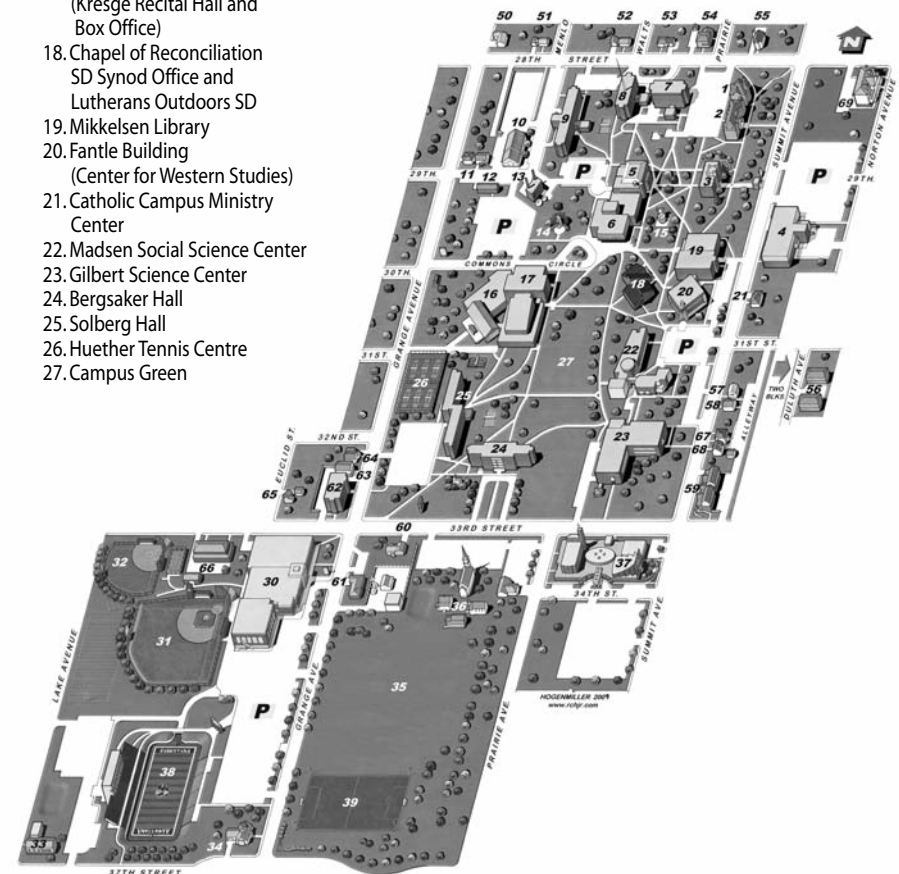 (Kresge Recital Hall and
Box Office)
18. Chapel of Reconciliation
SD Synod Office and
Lutherans Outdoors SD
19. Mikkelsen Library
20. Fantle Building
(Center for Western Studies)
21. Catholic Campus Ministry
Center
22. Madsen Social Science Center
23. Gilbert Science Center
24. Bergsaker Hall
25. Solberg Hall
26. Huether Tennis Centre
27. Campus Green
50
51
52
53
54
55
MENLO
WALTS
PRAIRIE
28TH STREET
N
1
2
7
8
9
10
69
SUMMIT AVENUE
NORTON AVENUE
29TH.
11
12
13
P
5
3
P
29TH.
14
P
6
15
4
COMMONS CIRCLE
30TH.
GRANGE AVENUE
16
17
18
19
20
21
31ST.
22
P
31ST ST.
26
25
27
57
58
TWO
BLKS.
DULUTH AVE.
56
ALLEYWAY
EUCLID ST.
32ND ST.
24
23
67
68
64
63
62
65
59
33RD STREET
60
32
66
30
61
36
37
34TH ST.
31
35
LAKE AVENUE
P
GRANGE AVE.
PRAIRIE AVE.
SUMMIT AVE.
HOGENMILLER
www.rchjr.com
38
39
33
34
37TH STREET